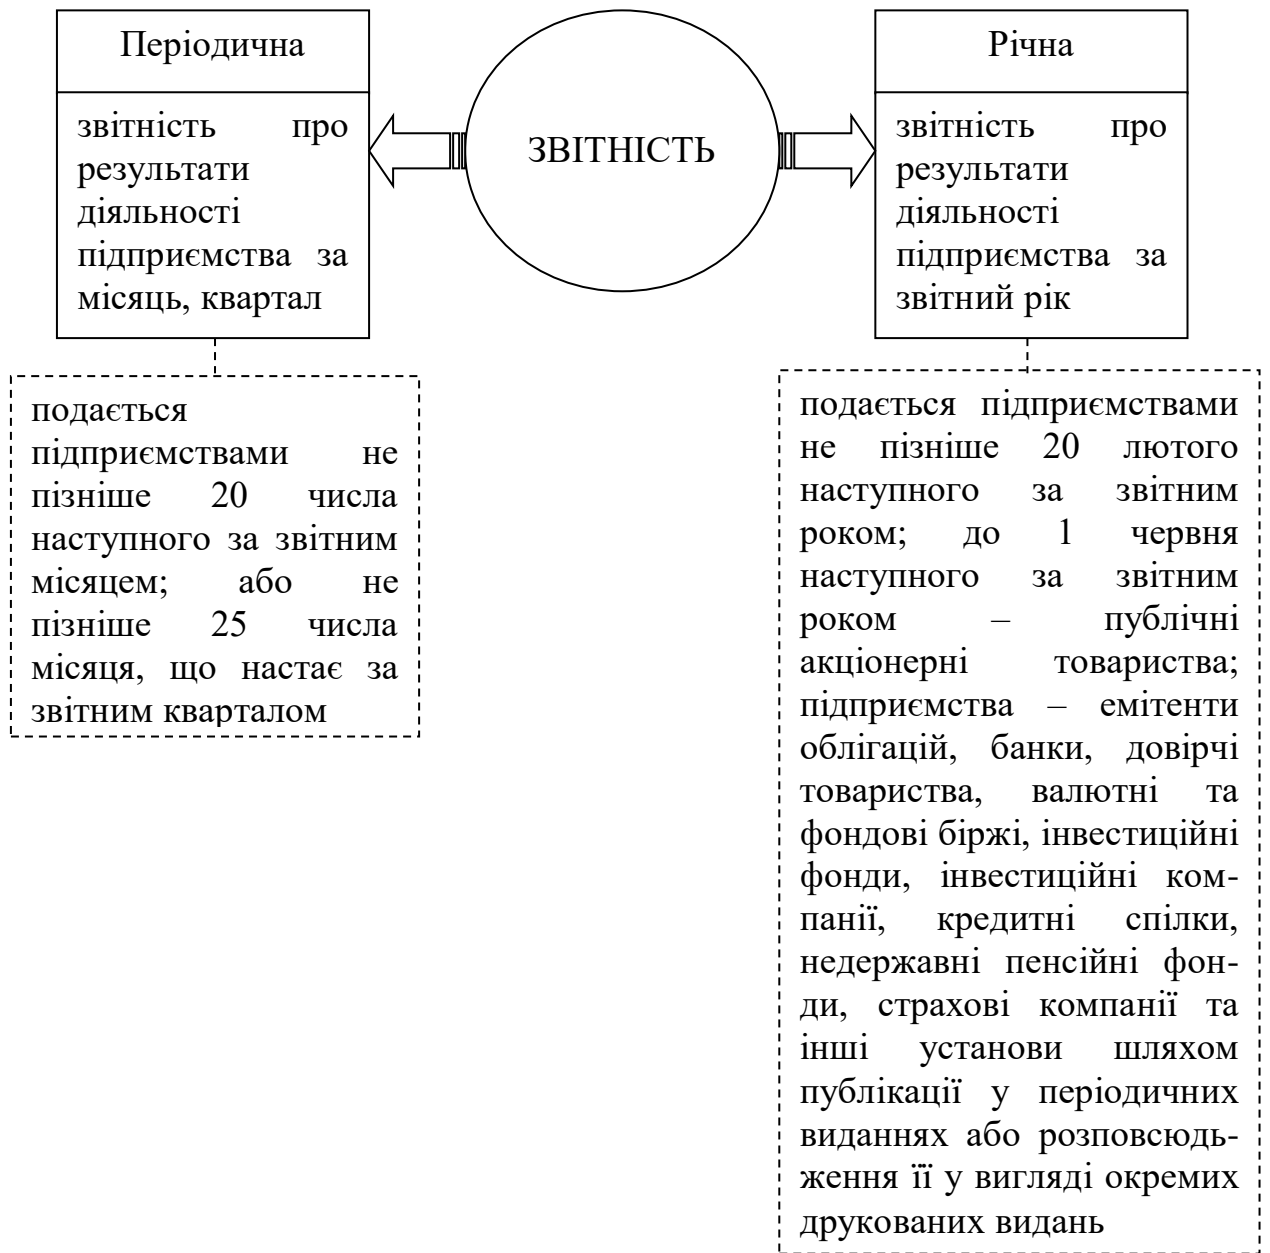 Періодична
звітність про
результати
діяльності
підприємства за
місяць, квартал
ЗВІТНІСТЬ
Річна
звітність про
результати
діяльності
підприємства за
звітний рік
подається
підприємствами не
пізніше 20 числа
наступного за звітним
місяцем; або не
пізніше 25 числа
місяця, що настає за
звітним кварталом
подається підприємствами
не пізніше 20 лютого
наступного за звітним
роком; до 1 червня
наступного за звітним
роком – публічні
акціонерні товариства;
підприємства – емітенти
облігацій, банки, довірчі
товариства, валютні та
фондові біржі, інвестиційні
фонди, інвестиційні ком-
панії, кредитні спілки,
недержавні пенсійні фон-
ди, страхові компанії та
інші установи шляхом
публікації у періодичних
виданнях або розповсюдь-
ження її у вигляді окремих
друкованих видань